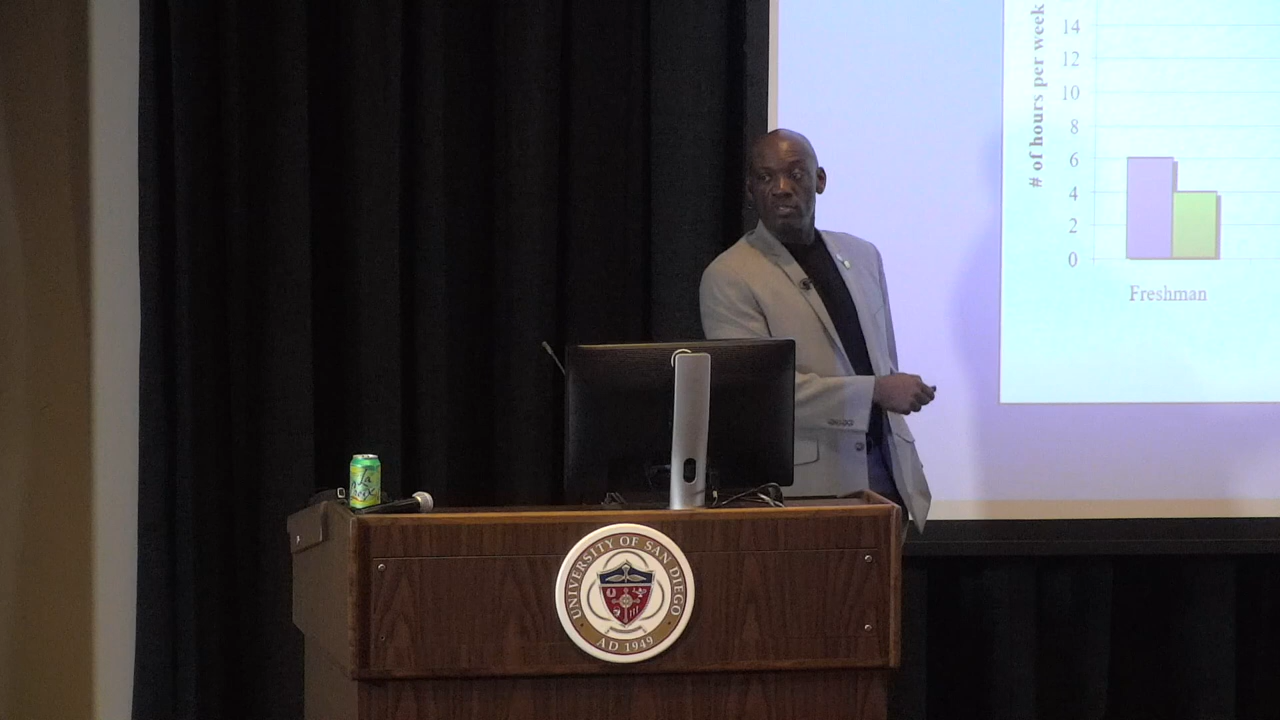 # of hours per week
14
12
10
8
6
4
2
0
Freshman
La
Croix
UNIVERSITY OF SAN DIEGO
AD 1949